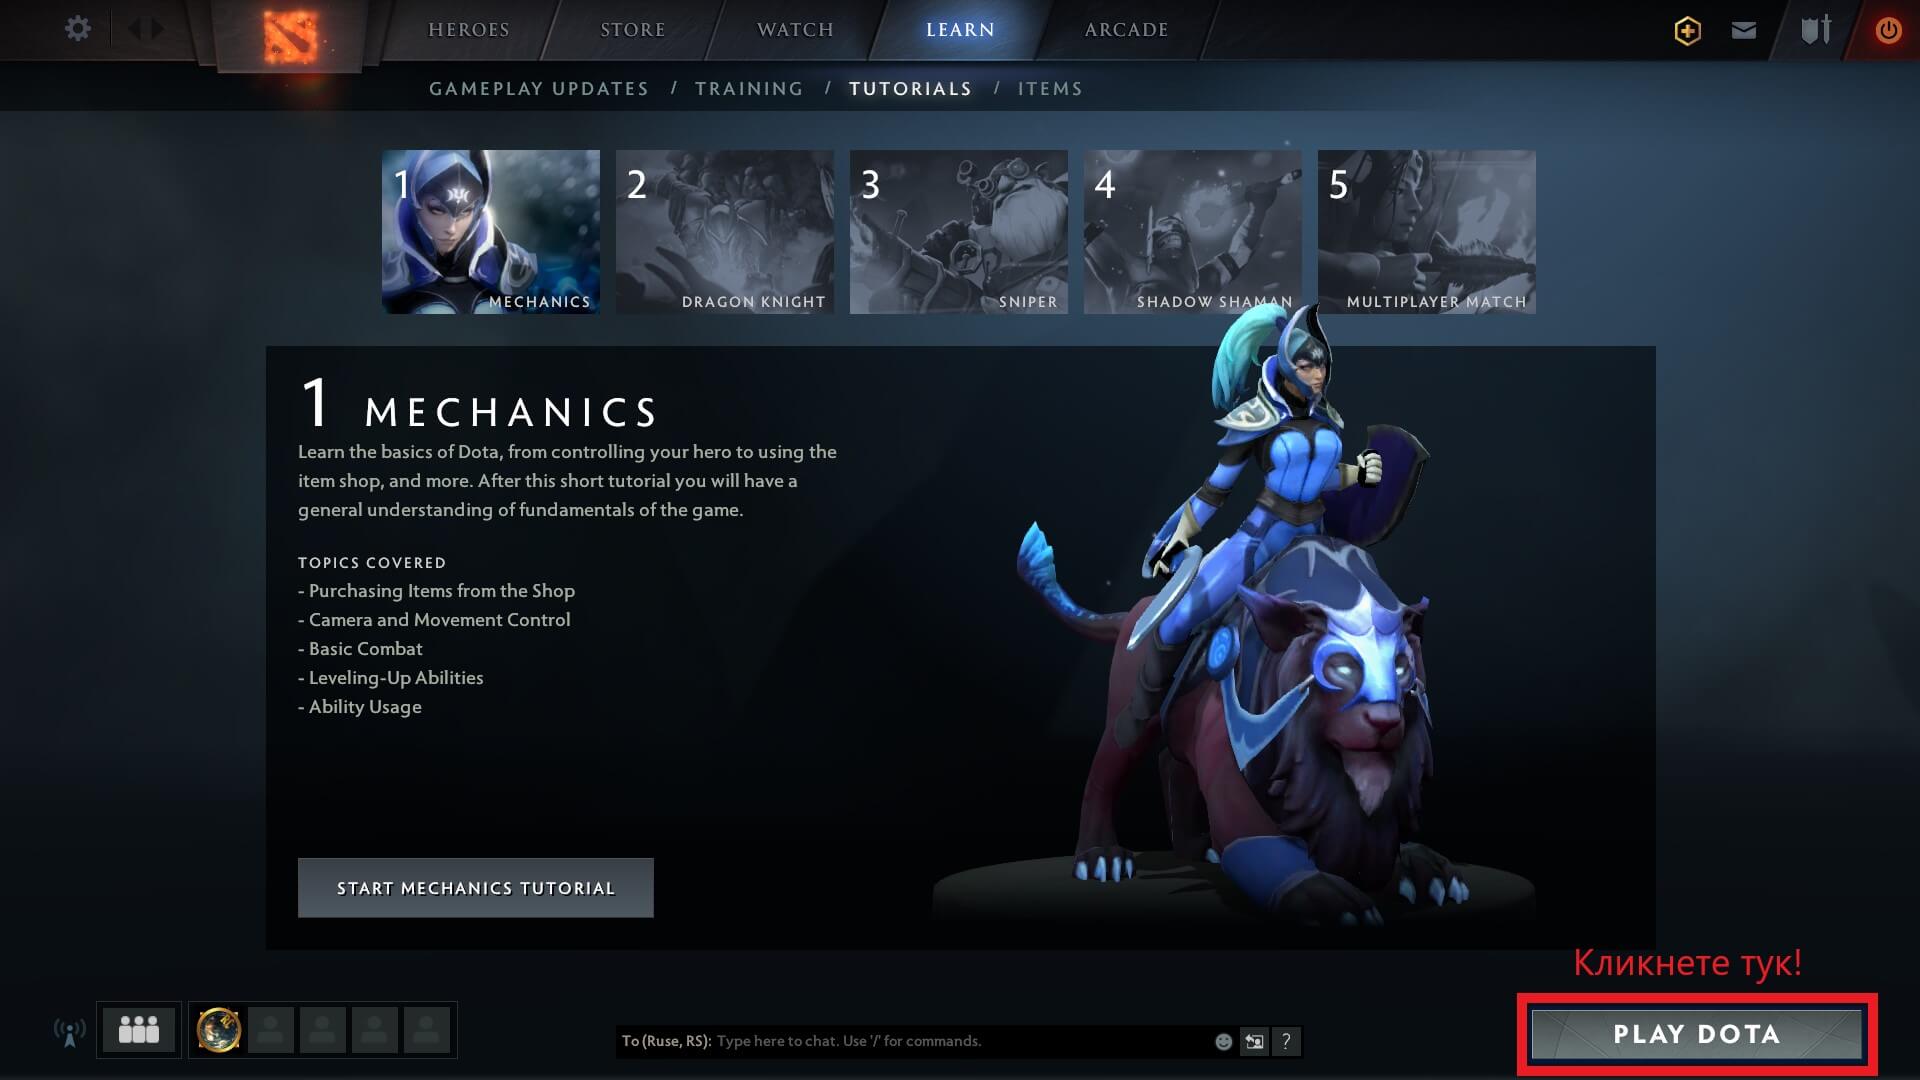 HEROES
STORE
WATCH
LEARN
ARCADE
GAMEPLAY UPDATES / TRAINING / TUTORIALS / ITEMS
1
MECHANICS
2
DRAGON KNIGHT
3
SNIPER
4
SHADOW SHAMAN
5
MULTIPLAYER MATCH
1 MECHANICS
Learn the basics of Dota, from controlling your hero to using the
item shop, and more. After this short tutorial you will have a
general understanding of fundamentals of the game.
TOPICS COVERED
- Purchasing Items from the Shop
- Camera and Movement Control
- Basic Combat
- Leveling-Up Abilities
- Ability Usage
START MECHANICS TUTORIAL
Кликнете тук!
To (Ruse, RS): Type here to chat. Use '/' for commands.
?
PLAY DOTA